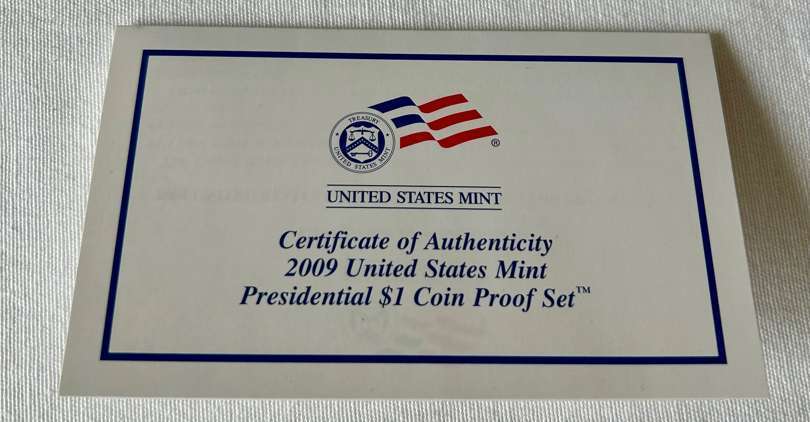 TREASURY
UNITED STATES MINT
®
UNITED STATES MINT
Certificate of Authenticity
2009 United States Mint
Presidential $1 Coin Proof Set™